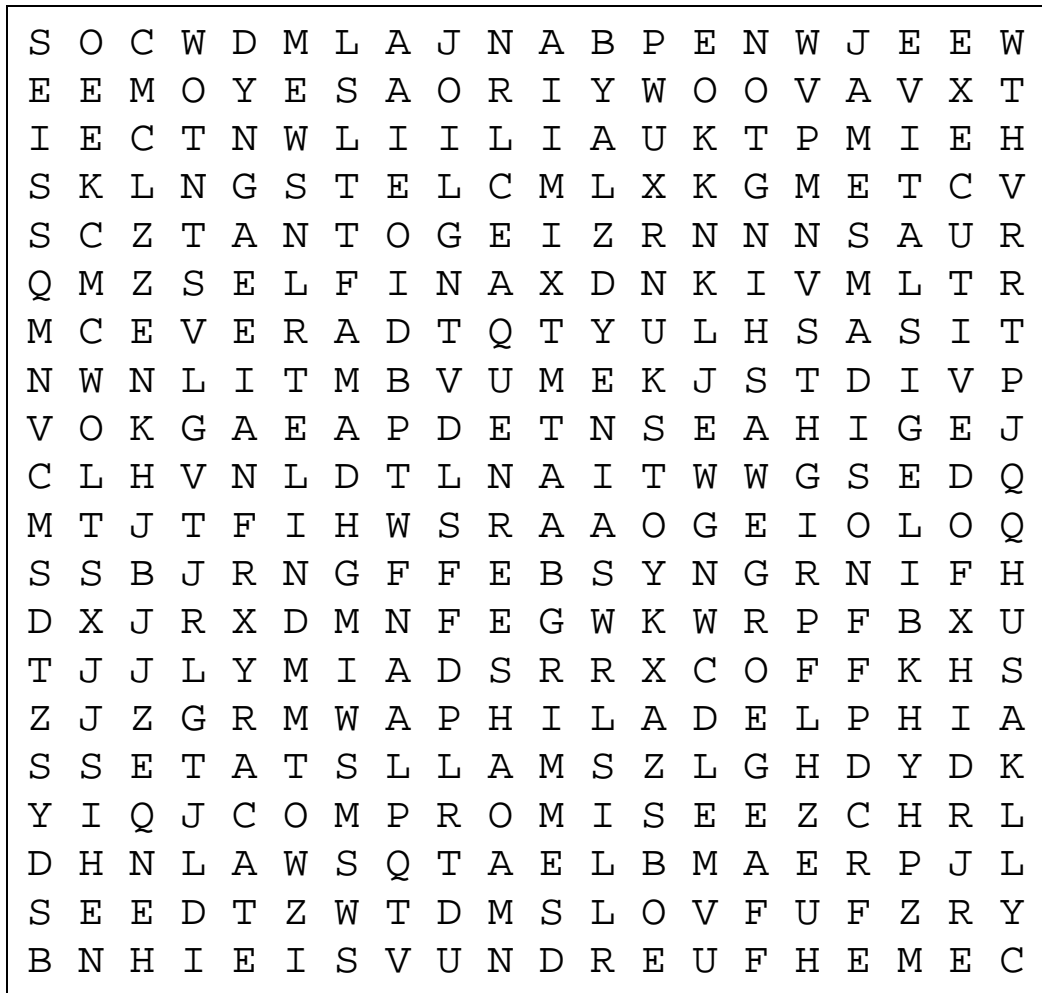 S O C W D M L A J N A B P E N W J E E W
E E M O Y E S A O R I Y W O O V A V X T
I E C T N W L I I L I A U K T P M I E H
S K L N G S T E L C M L X K G M E T C V
S C Z T A N T O G E I Z R N N N S A U R
Q M Z S E L F I N A X D N K I V M L T R
M C E V E R A D T Q T Y U L H S A S I T
N W N L I T M B V U M E K J S T D I V P
V O K G A E A P D E T N S E A H I G E J
C L H V N L D T L N A I T W W G S E D Q
M T J T F I H W S R A A O G E I O L O Q
S S B J R N G F F E B S Y N G R N I F H
D X J R X D M N F E G W K W R P F B X U
T J J L Y M I A D S R R X C O F F K H S
Z J Z G R M W A P H I L A D E L P H I A
S S E T A T S L L A M S Z L G H D Y D K
Y I Q J C O M P R O M I S E E Z C H R L
D H N L A W S Q T A E L B M A E R P J L
S E E D T Z W T D M S L O V F U F Z R Y
B N H I E I S V U N D R E U F H E M E C